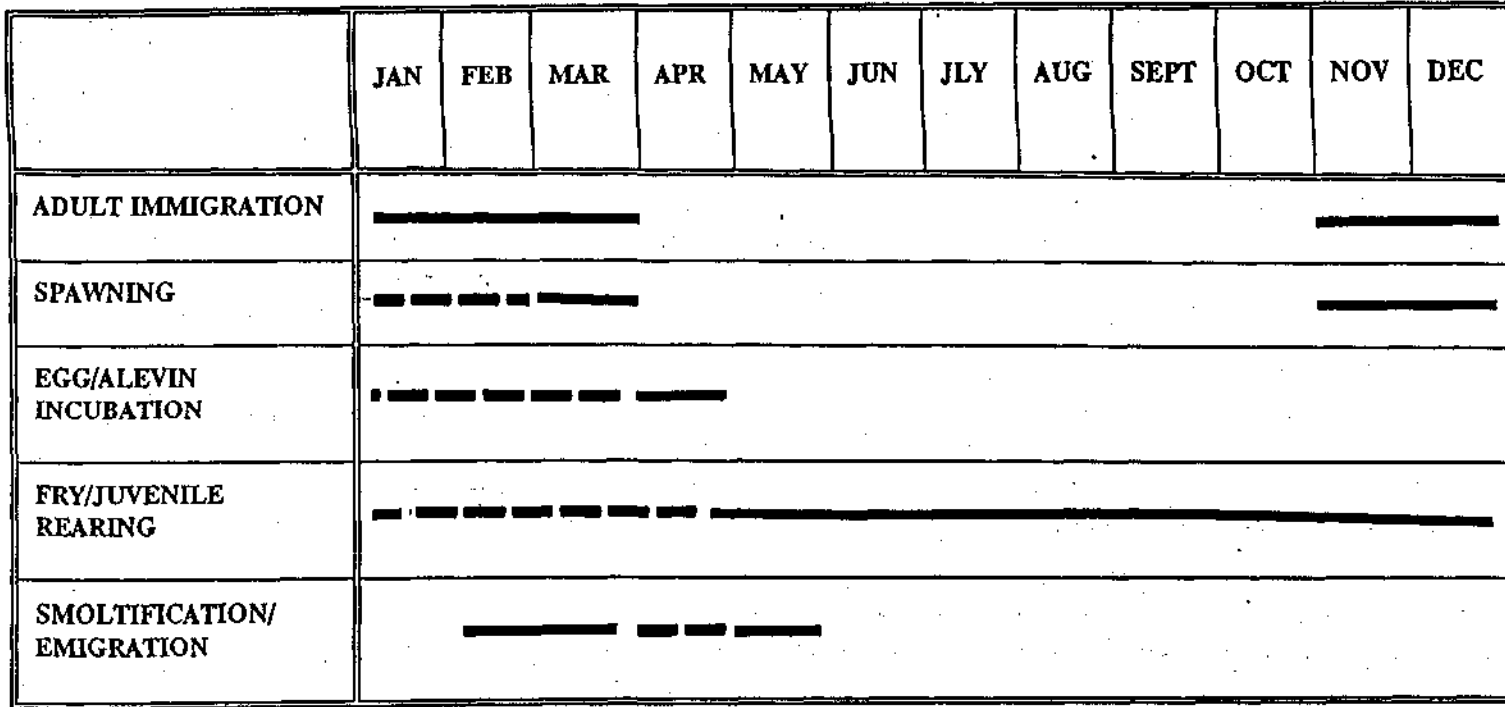 JAN FEB MAR APR MAY JUN JLY AUG SEPT OCT NOV DEC
ADULT IMMIGRATION
SPAWNING
EGG/ALEVIN
INCUBATION
FRY/JUVENILE
REARING
SMOLTIFICATION/
EMIGRATION